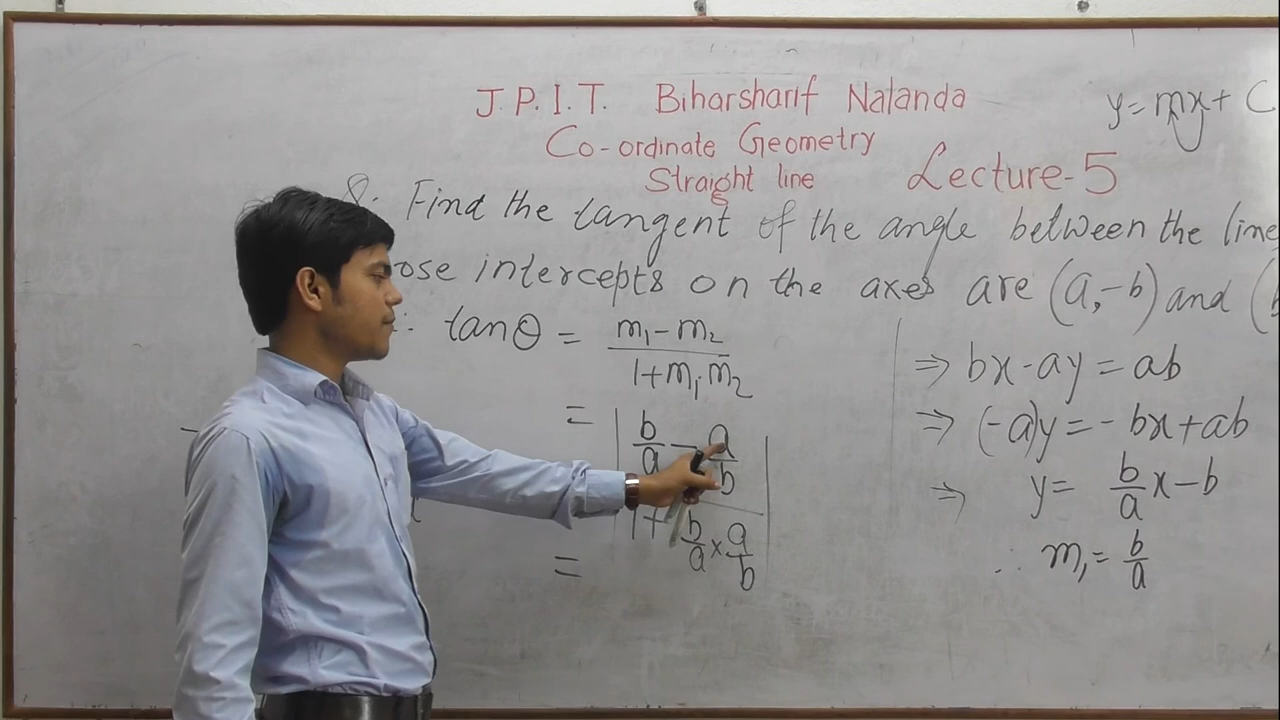 J.P.I.T. Biharsharif Nalanda
y=mx+C
Co-ordinate Geometry
Straight line
Lecture-5
Q. Find the tangent of the angle between the line
ose intercepts on the axes are (a,-b) and (b
∴ tanθ = m₁-m₂ / 1+m₁m₂
= | b/a - a/b / 1+ b/a × a/b |
=
⇒ bx-ay=ab
⇒ (-a)y=-bx+ab
⇒ y= b/a x-b
∴ m₁= b/a